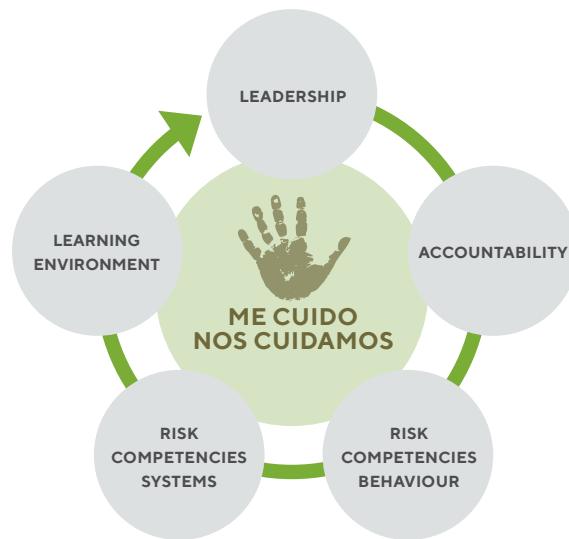 LEADERSHIP
ACCOUNTABILITY
RISK
COMPETENCIES
BEHAVIOUR
RISK
COMPETENCIES
SYSTEMS
LEARNING
ENVIRONMENT
ME CUIDO
NOS CUIDAMOS